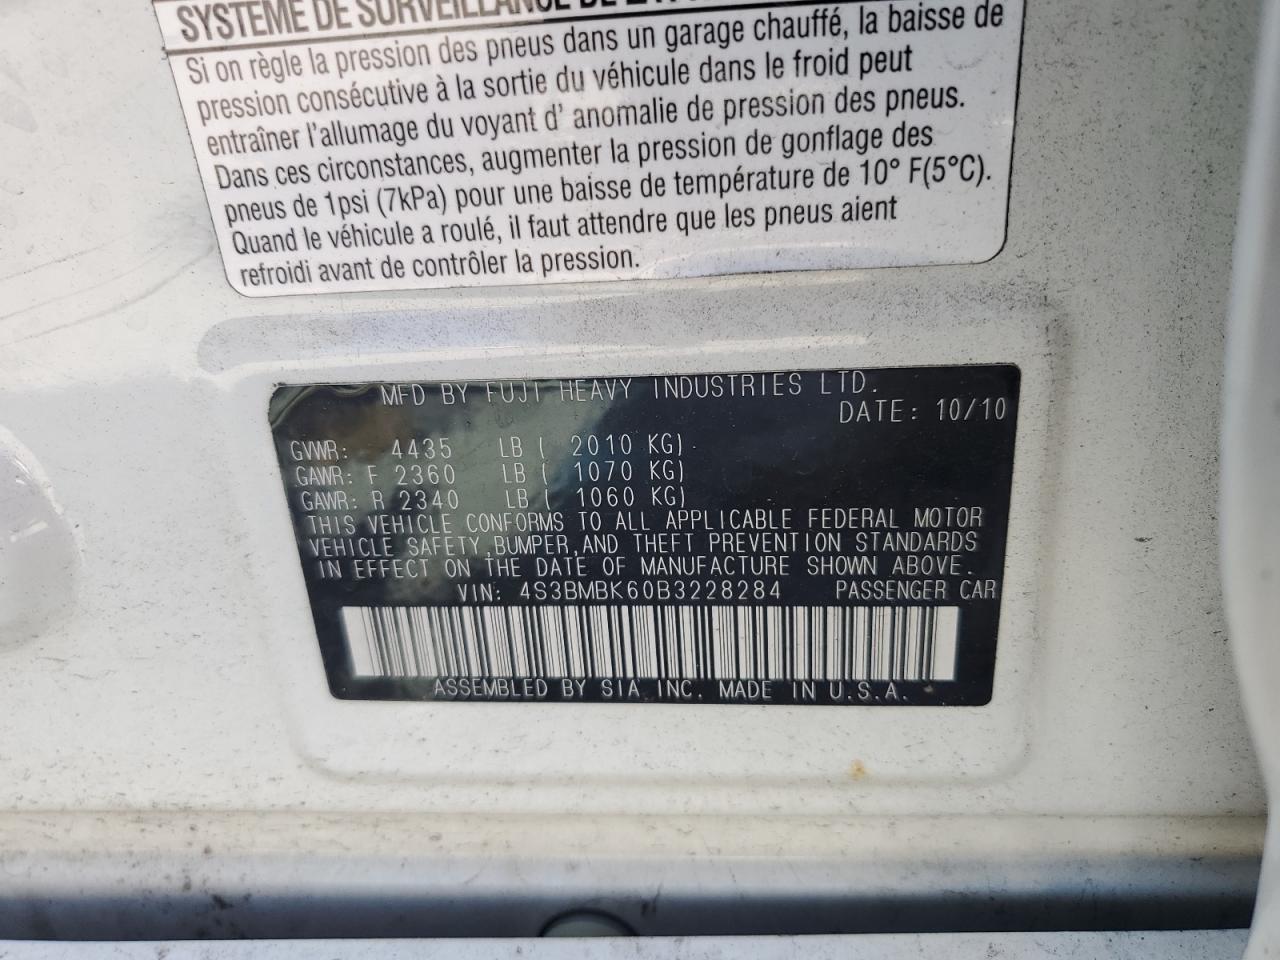 SYSTÈME DE SURVEILLANCE DE
Si on règle la pression des pneus dans un garage chauffé, la baisse de
pression consécutive à la sortie du véhicule dans le froid peut
entraîner l'allumage du voyant d' anomalie de pression des pneus.
Dans ces circonstances, augmenter la pression de gonflage des
pneus de 1psi (7kPa) pour une baisse de température de 10° F(5°C).
Quand le véhicule a roulé, il faut attendre que les pneus aient
refroidi avant de contrôler la pression.
MFD BY FUJI HEAVY INDUSTRIES LTD.
DATE: 10/10
GVWR: 4435 LB ( 2010 KG)
GAWR: F 2360 LB ( 1070 KG)
GAWR: R 2340 LB ( 1060 KG)
THIS VEHICLE CONFORMS TO ALL APPLICABLE FEDERAL MOTOR
VEHICLE SAFETY,BUMPER,AND THEFT PREVENTION STANDARDS
IN EFFECT ON THE DATE OF MANUFACTURE SHOWN ABOVE.
VIN: 4S3BMBK60B3228284 PASSENGER CAR
ASSEMBLED BY SIA INC. MADE IN U.S.A.